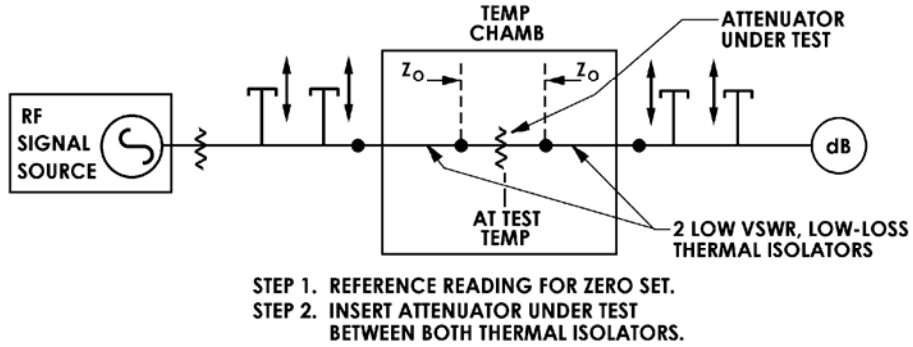 TEMP
CHAMB
ATTENUATOR
UNDER TEST
Zo
Zo
RF
SIGNAL
SOURCE
dB
AT TEST
TEMP
2 LOW VSWR, LOW-LOSS
THERMAL ISOLATORS
STEP 1. REFERENCE READING FOR ZERO SET.
STEP 2. INSERT ATTENUATOR UNDER TEST
BETWEEN BOTH THERMAL ISOLATORS.